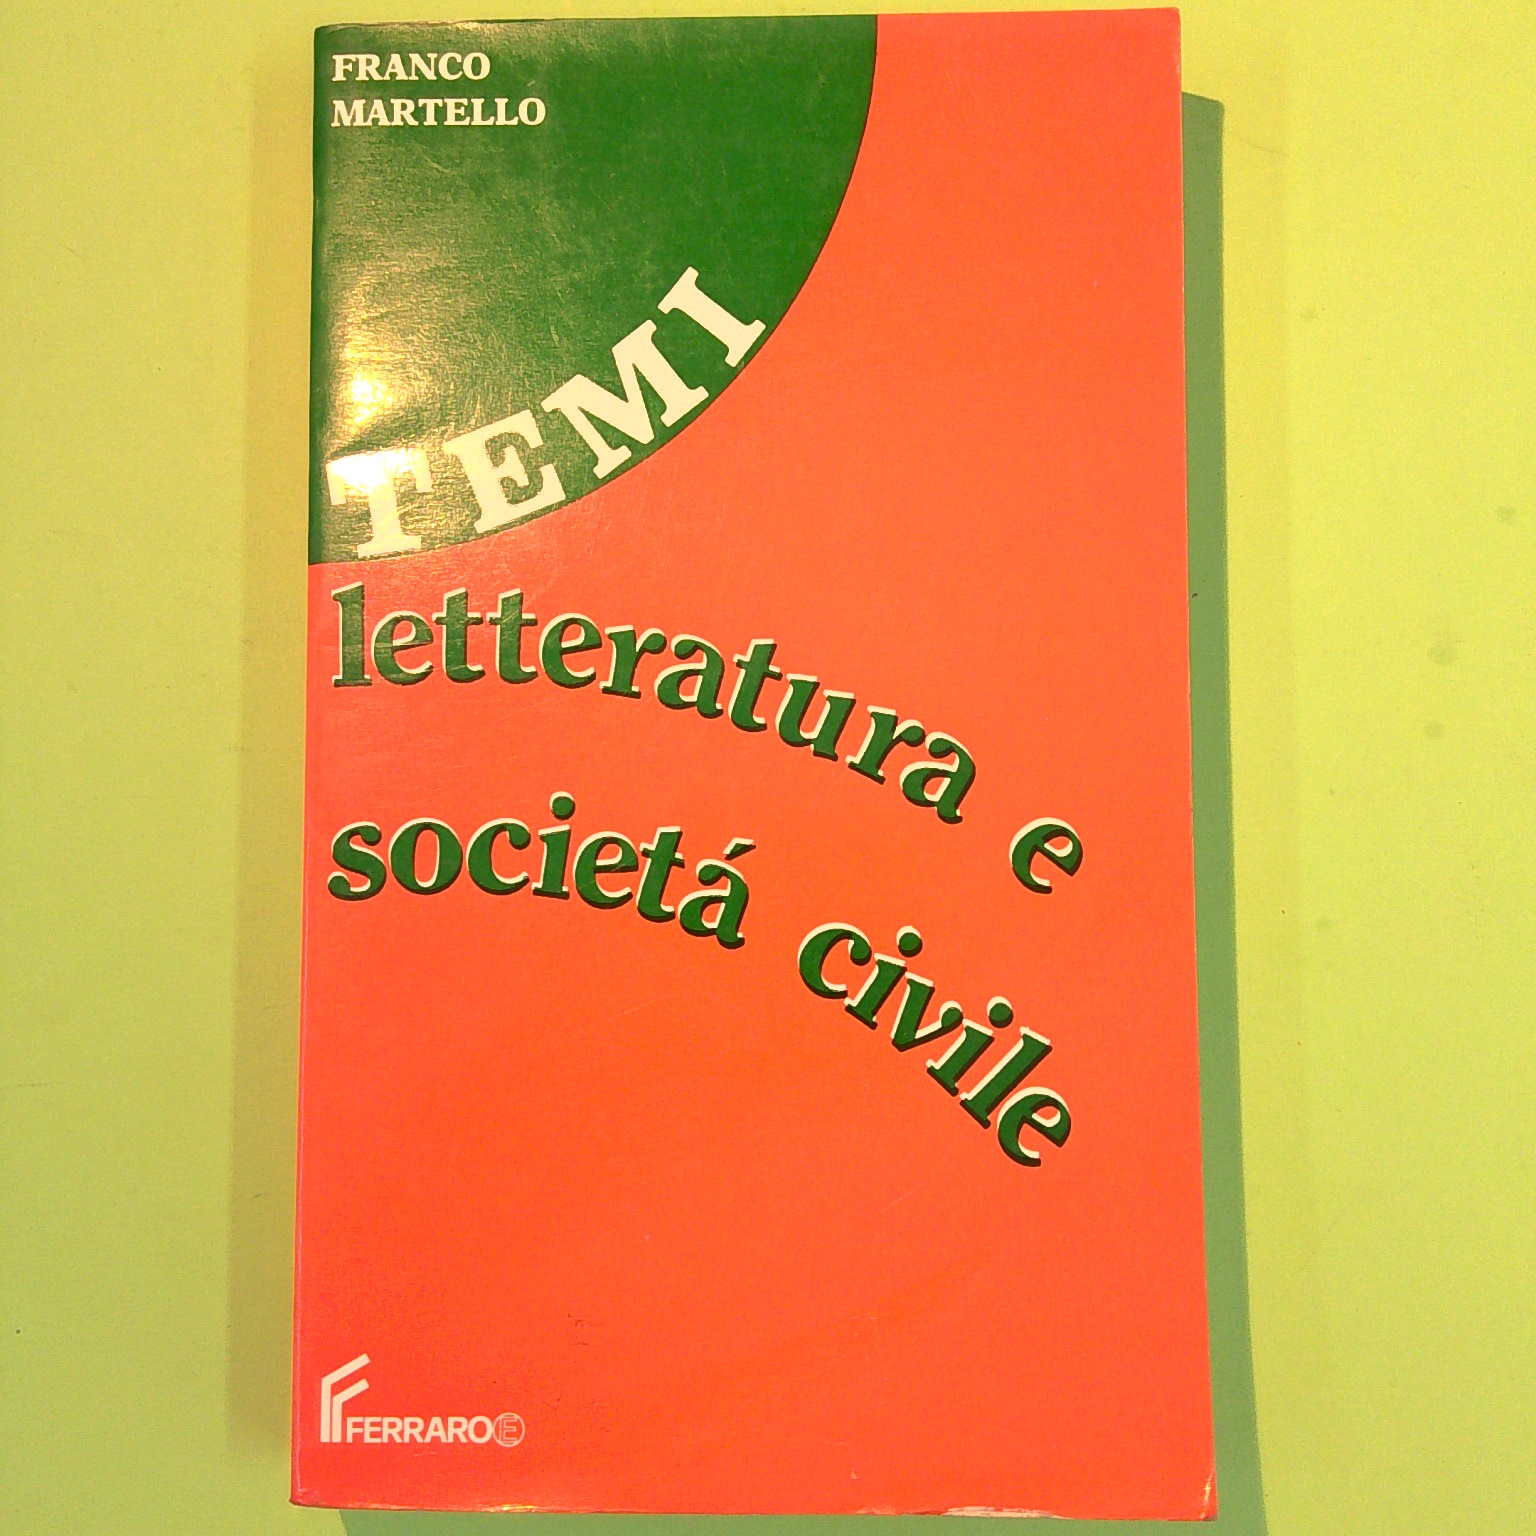 FRANCO
MARTELLO
TEMI
letteratura e
societá civile
FERRARO E